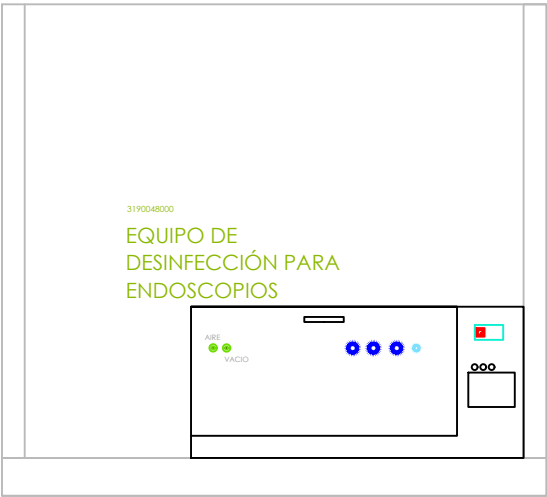 3190048000
EQUIPO DE
DESINFECCIÓN PARA
ENDOSCOPIOS
AIRE
VACIO